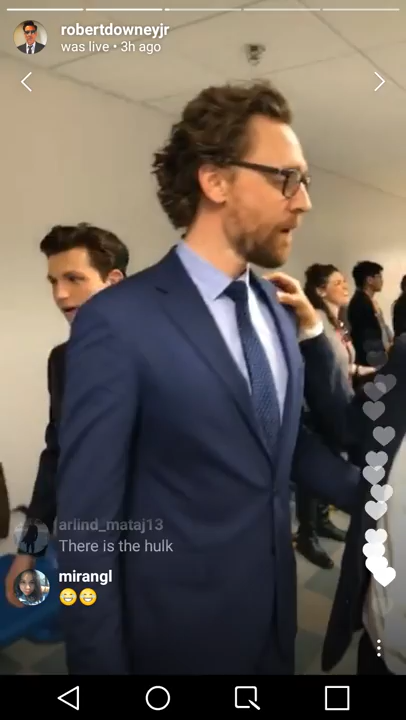 robertdowneyjr
was live • 3h ago
arlind_mataj13
There is the hulk
mirangl
😁😁